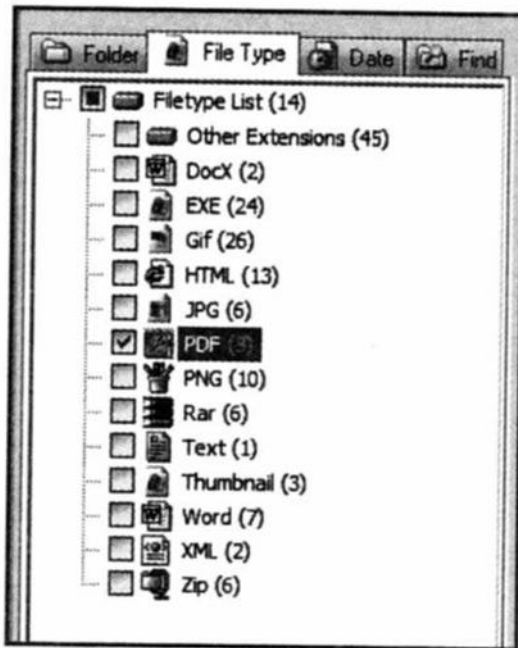 Folder File Type Date Find
Filetype List (14)
Other Extensions (45)
DocX (2)
EXE (24)
Gif (26)
HTML (13)
JPG (6)
PDF
PNG (10)
Rar (6)
Text (1)
Thumbnail (3)
Word (7)
XML (2)
Zip (6)